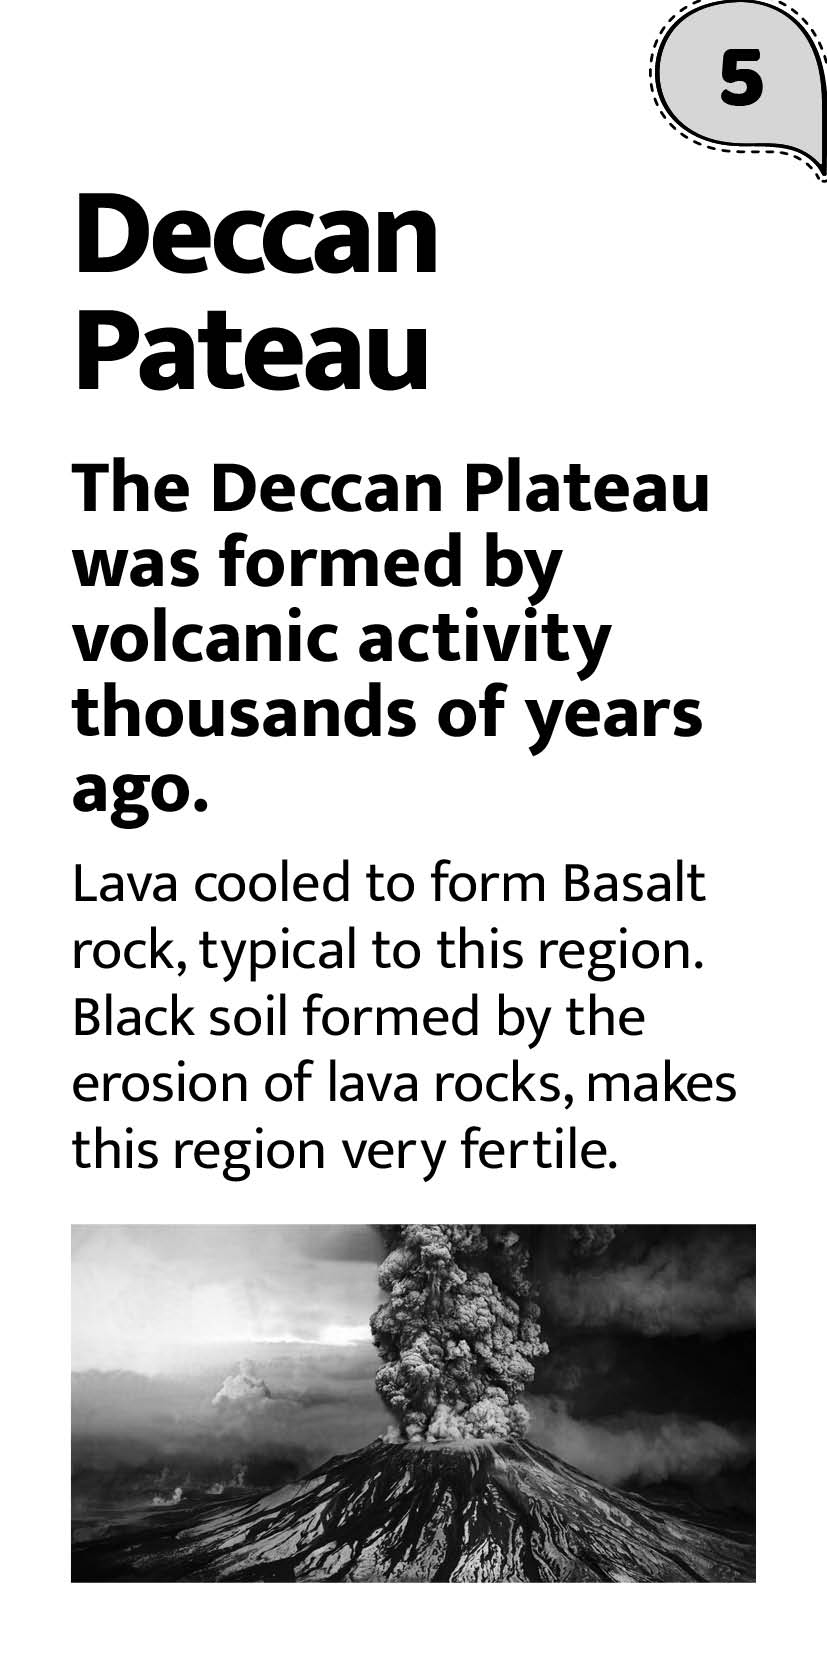 5
Deccan
Pateau
The Deccan Plateau
was formed by
volcanic activity
thousands of years
ago.
Lava cooled to form Basalt
rock, typical to this region.
Black soil formed by the
erosion of lava rocks, makes
this region very fertile.